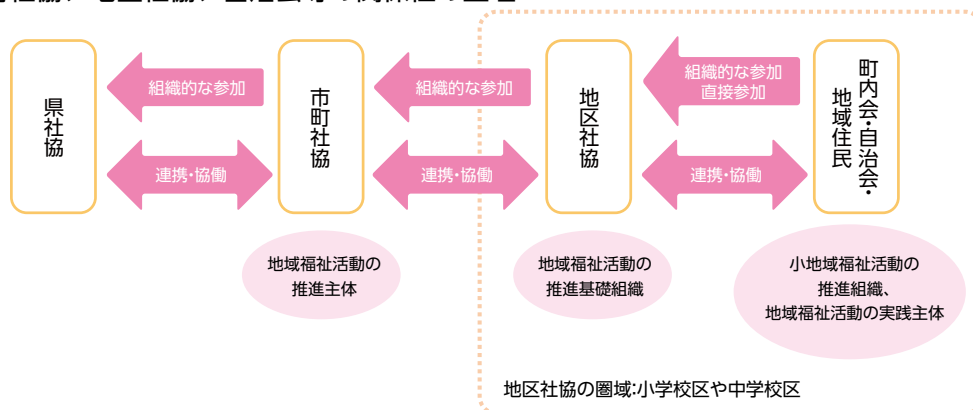 組織的な参加
組織的な参加
組織的な参加
直接参加
県社協
市町社協
地区社協
町内会・自治会・
地域住民
連携・協働
連携・協働
連携・協働
地域福祉活動の
推進主体
地域福祉活動の
推進基礎組織
小地域福祉活動の
推進組織、
地域福祉活動の実践主体
地区社協の圏域:小学校区や中学校区